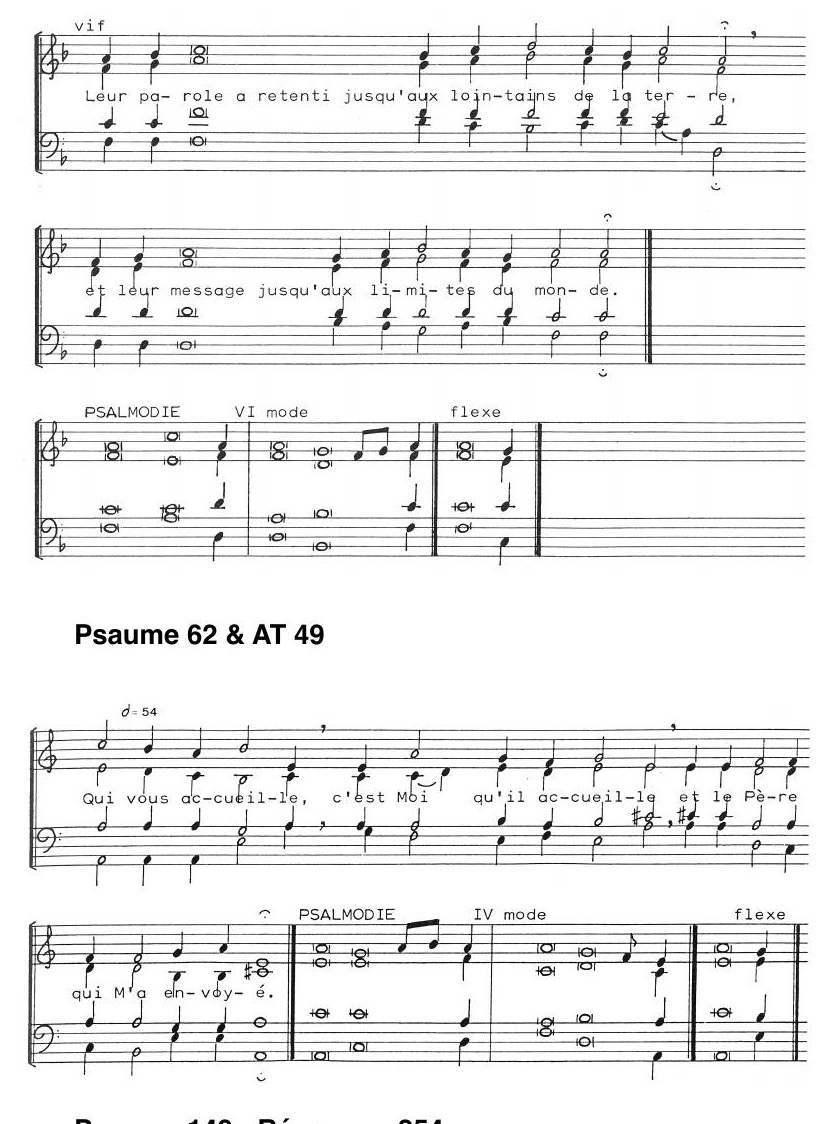 vif
Leur pa- role a retenti jusqu'aux loin-tains de la ter - re,
et leur message jusqu'aux li-mi- tes du mon- de.
PSALMODIE VI mode flexe
Psaume 62 & AT 49
= 54
Qui vous ac-cueil-le, c'est Moi qu'il ac-cueil-le et le Pè-re
PSALMODIE IV mode flexe
qui M'a en-voy- é.